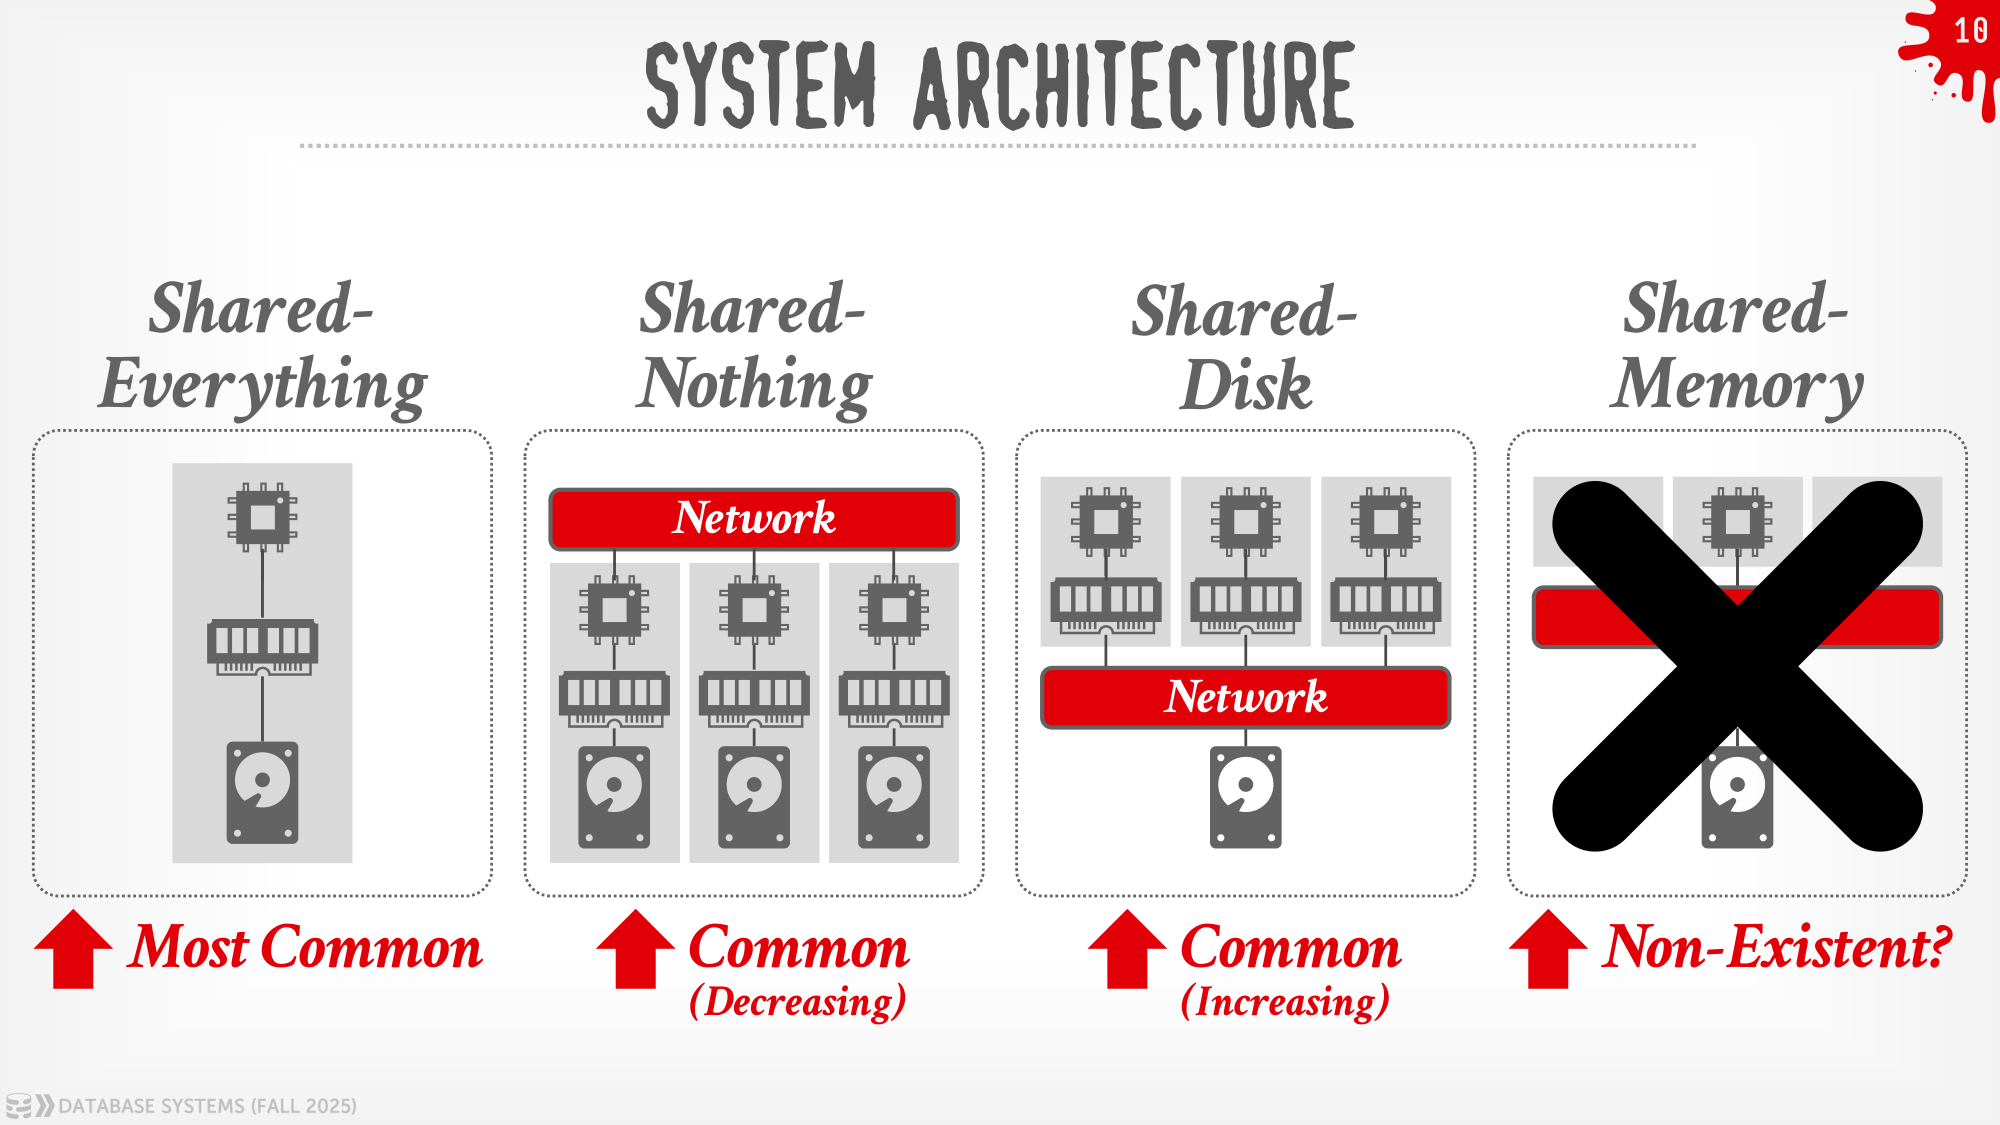 10
SYSTEM ARCHITECTURE
Shared-
Everything
Shared-
Nothing
Shared-
Disk
Shared-
Memory
Network
Network
Most Common
Common
(Decreasing)
Common
(Increasing)
Non-Existent?
DATABASE SYSTEMS (FALL 2025)